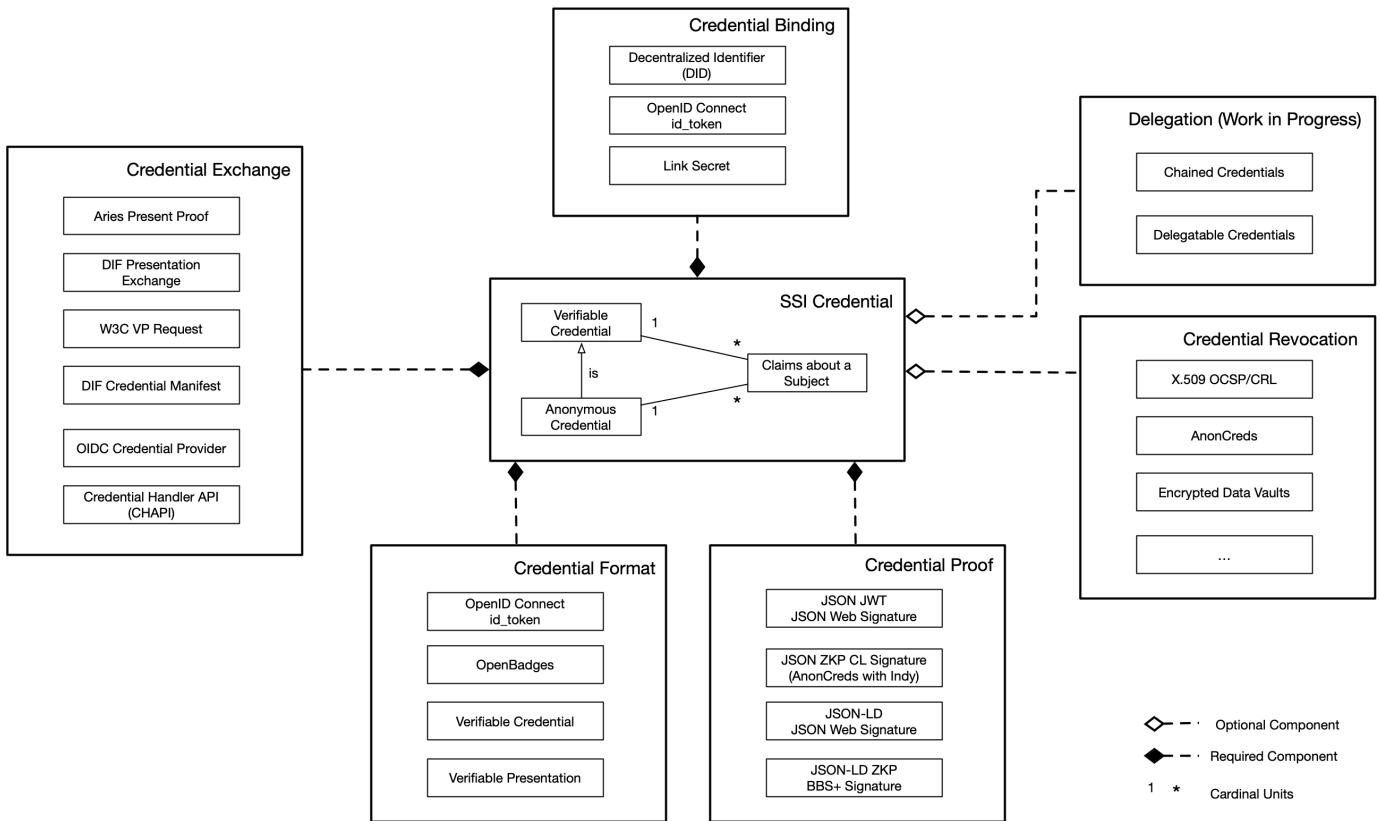 Credential Binding
Decentralized Identifier
(DID)
OpenID Connect
id_token
Link Secret
Delegation (Work in Progress)
Chained Credentials
Delegatable Credentials
Credential Exchange
Aries Present Proof
DIF Presentation
Exchange
W3C VP Request
DIF Credential Manifest
OIDC Credential Provider
Credential Handler API
(CHAPI)
SSI Credential
Verifiable
Credential
1
*
is
Claims about a
Subject
Anonymous
Credential
1
*
Credential Revocation
X.509 OCSP/CRL
AnonCreds
Encrypted Data Vaults
...
Credential Format
OpenID Connect
id_token
OpenBadges
Verifiable Credential
Verifiable Presentation
Credential Proof
JSON JWT
JSON Web Signature
JSON ZKP CL Signature
(AnonCreds with Indy)
JSON-LD
JSON Web Signature
JSON-LD ZKP
BBS+ Signature
Optional Component
Required Component
1 * Cardinal Units